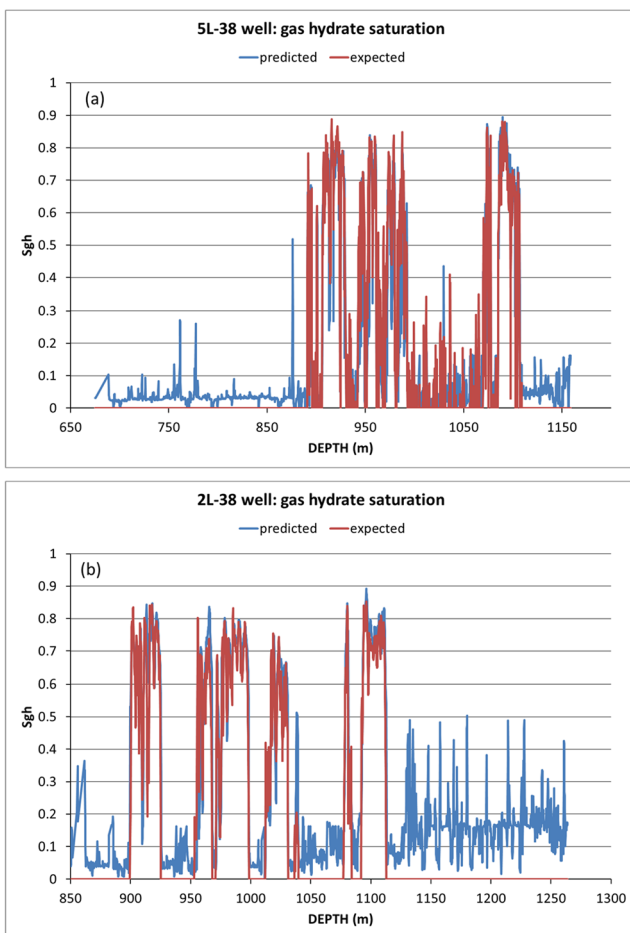 5L-38 well: gas hydrate saturation
predicted expected
(a)
Sgh
1
0.9
0.8
0.7
0.6
0.5
0.4
0.3
0.2
0.1
0
650 750 850 950 1050 1150
DEPTH (m)
2L-38 well: gas hydrate saturation
predicted expected
(b)
Sgh
1
0.9
0.8
0.7
0.6
0.5
0.4
0.3
0.2
0.1
0
850 900 950 1000 1050 1100 1150 1200 1250 1300
DEPTH (m)